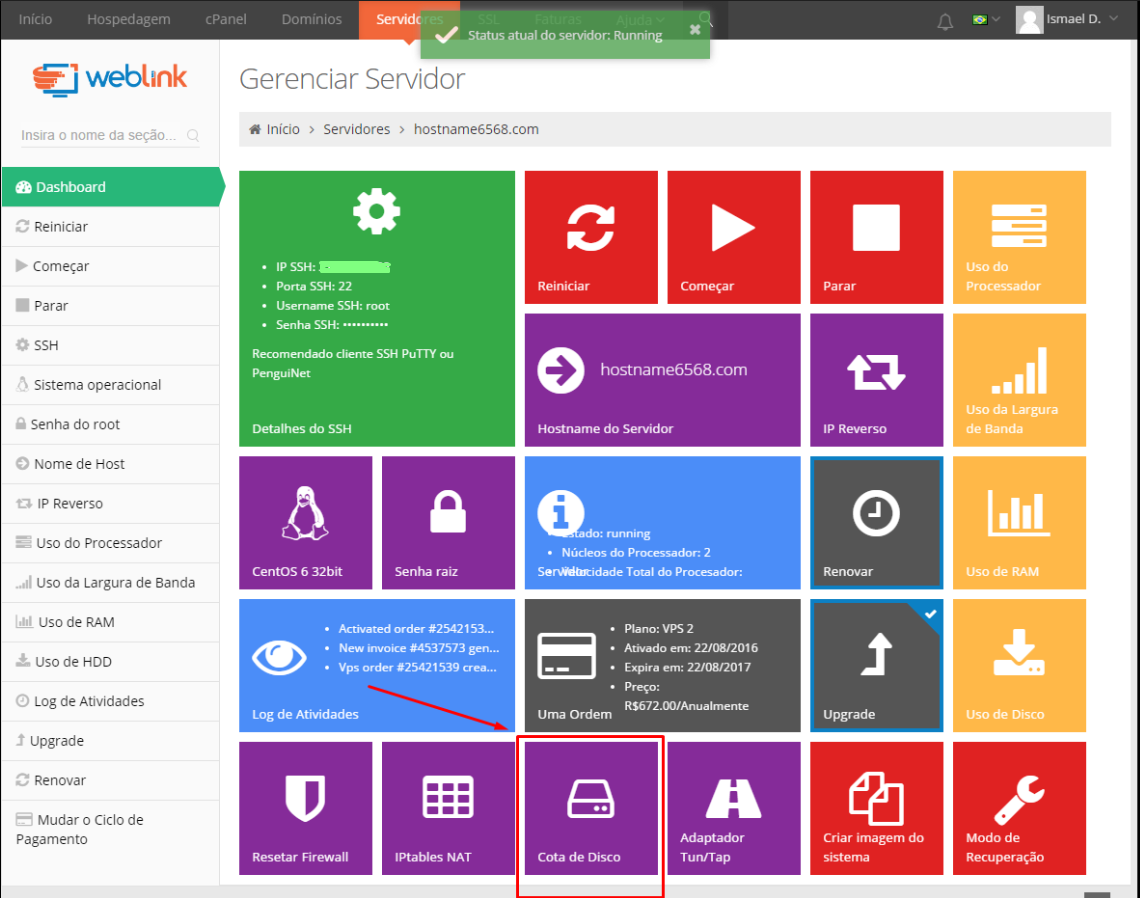 Início Hospedagem cPanel Domínios Servidores SSL Faturas Ajuda Ismael D.
Status atual do servidor: Running
weblink
Insira o nome da seção...
Dashboard
Reiniciar
Começar
Parar
SSH
Sistema operacional
Senha do root
Nome de Host
IP Reverso
Uso do Processador
Uso da Largura de Banda
Uso de RAM
Uso de HDD
Log de Atividades
Upgrade
Renovar
Mudar o Ciclo de
Pagamento
Gerenciar Servidor
Início > Servidores > hostname6568.com
• IP SSH:
• Porta SSH: 22
• Username SSH: root
• Senha SSH: ••••••••••
Recomendado cliente SSH PuTTY ou
PenguiNet
Detalhes do SSH
Reiniciar
Começar
Parar
Uso do
Processador
hostname6568.com
Hostname do Servidor
IP Reverso
Uso da Largura
de Banda
CentOS 6 32bit
Senha raiz
• Estado: running
• Núcleos do Processador: 2
• Velocidade Total do Procesador:
Servidor
Renovar
Uso de RAM
• Activated order #2542153...
• New invoice #4537573 gen...
• Vps order #25421539 crea...
Log de Atividades
• Plano: VPS 2
• Ativado em: 22/08/2016
• Expira em: 22/08/2017
• Preço:
R$672.00/Anualmente
Uma Ordem
Upgrade
Uso de Disco
Resetar Firewall
IPtables NAT
Cota de Disco
Adaptador
Tun/Tap
Criar imagem do
sistema
Modo de
Recuperação